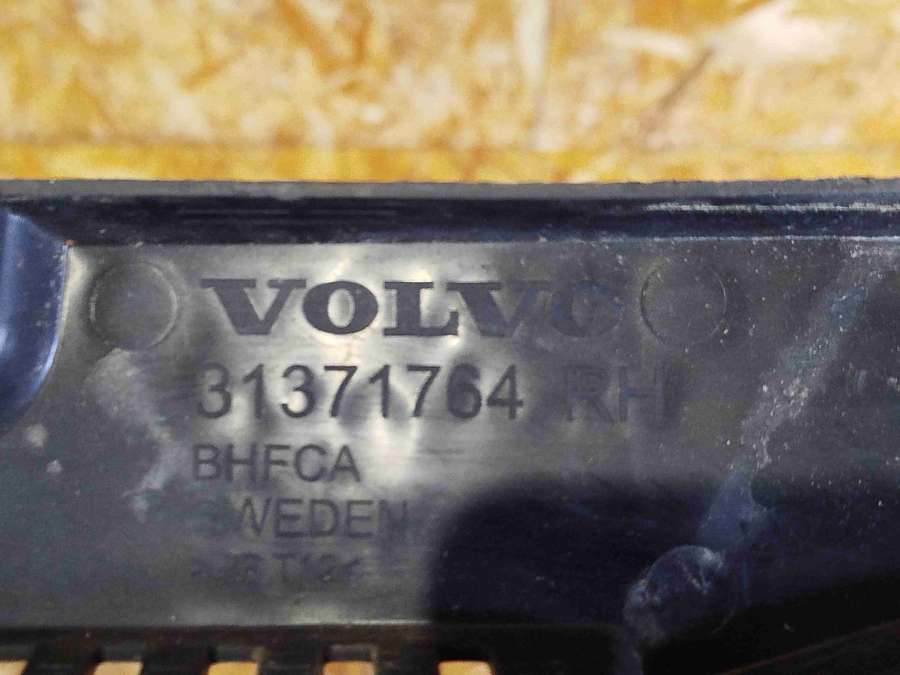 VOLVO
31371764 RH
BHFCA
SWEDEN